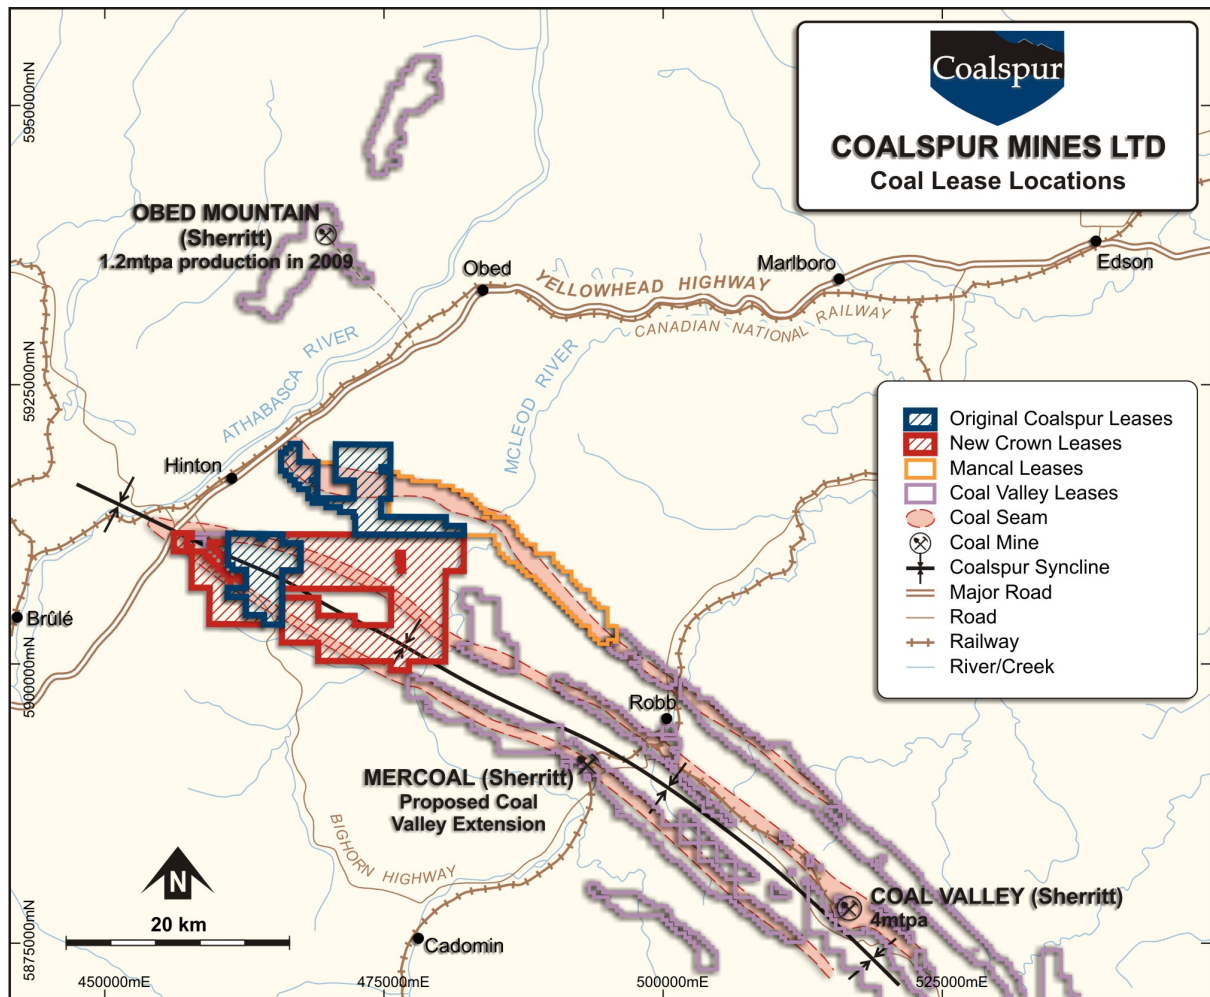 Coalspur
COALSPUR MINES LTD
Coal Lease Locations
5950000mN
5925000mN
5900000mN
5875000mN
OBED MOUNTAIN
(Sherritt)
1.2mtpa production in 2009
Obed
YELLOWHEAD HIGHWAY
Marlboro
Edson
CANADIAN NATIONAL RAILWAY
ATHABASCA RIVER
MCLEOD RIVER
Hinton
Original Coalspur Leases
New Crown Leases
Mancal Leases
Coal Valley Leases
Coal Seam
Coal Mine
Coalspur Syncline
Major Road
Road
Railway
River/Creek
Brûlé
Robb
MERCOAL (Sherritt)
Proposed Coal
Valley Extension
BIGHORN HIGHWAY
N
20 km
COAL VALLEY (Sherritt)
4mtpa
Cadomin
450000mE
475000mE
500000mE
525000mE